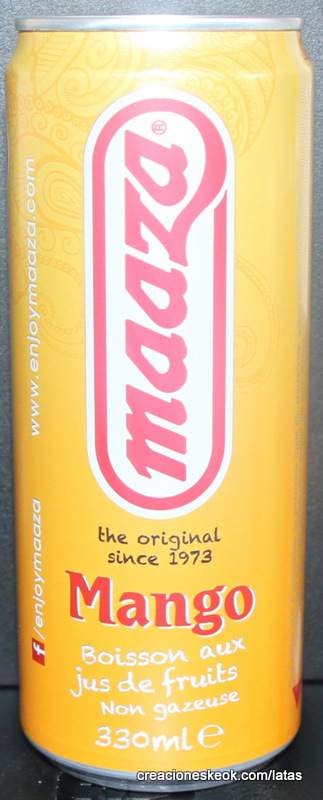 maaza®
www.enjoymaaza.com
f/enjoymaaza
the original
since 1973
Mango
Boisson aux
jus de fruits
Non gazeuse
330ml ℮
creacioneskeok.com/latas